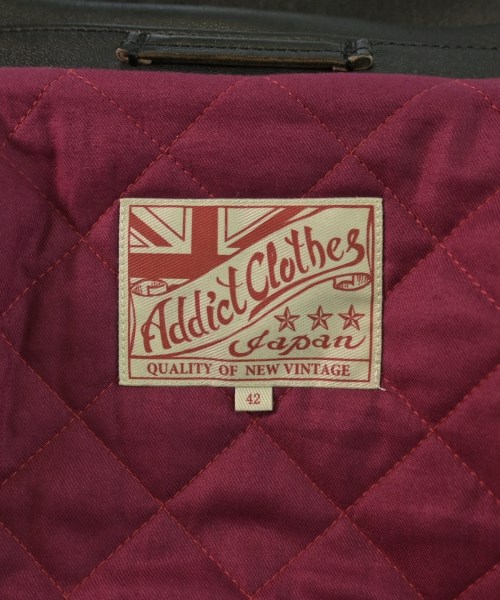 Addict Clothes
Japan
QUALITY OF NEW VINTAGE
42